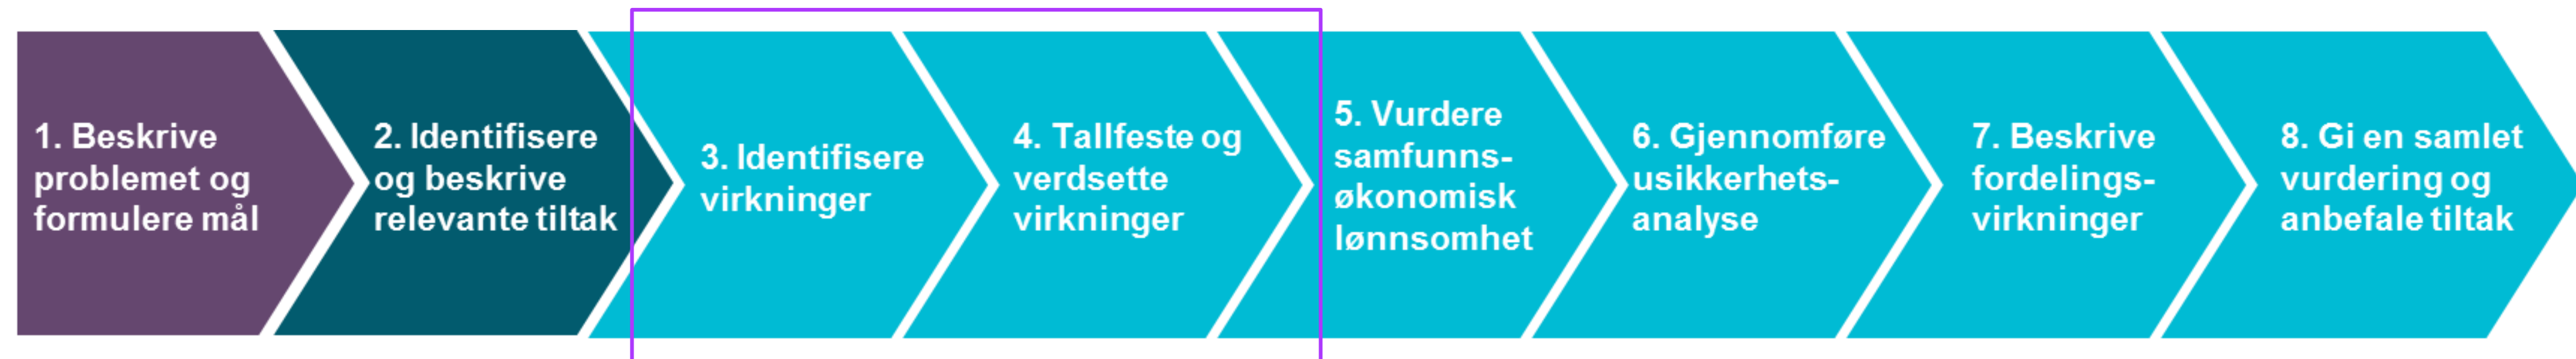 1. Beskrive
problemet og
formulere mål
2. Identifisere
og beskrive
relevante tiltak
3. Identifisere
virkninger
4. Tallfeste og
verdsette
virkninger
5. Vurdere
samfunns-
økonomisk
lønnsomhet
6. Gjennomføre
usikkerhets-
analyse
7. Beskrive
fordelings-
virkninger
8. Gi en samlet
vurdering og
anbefale tiltak